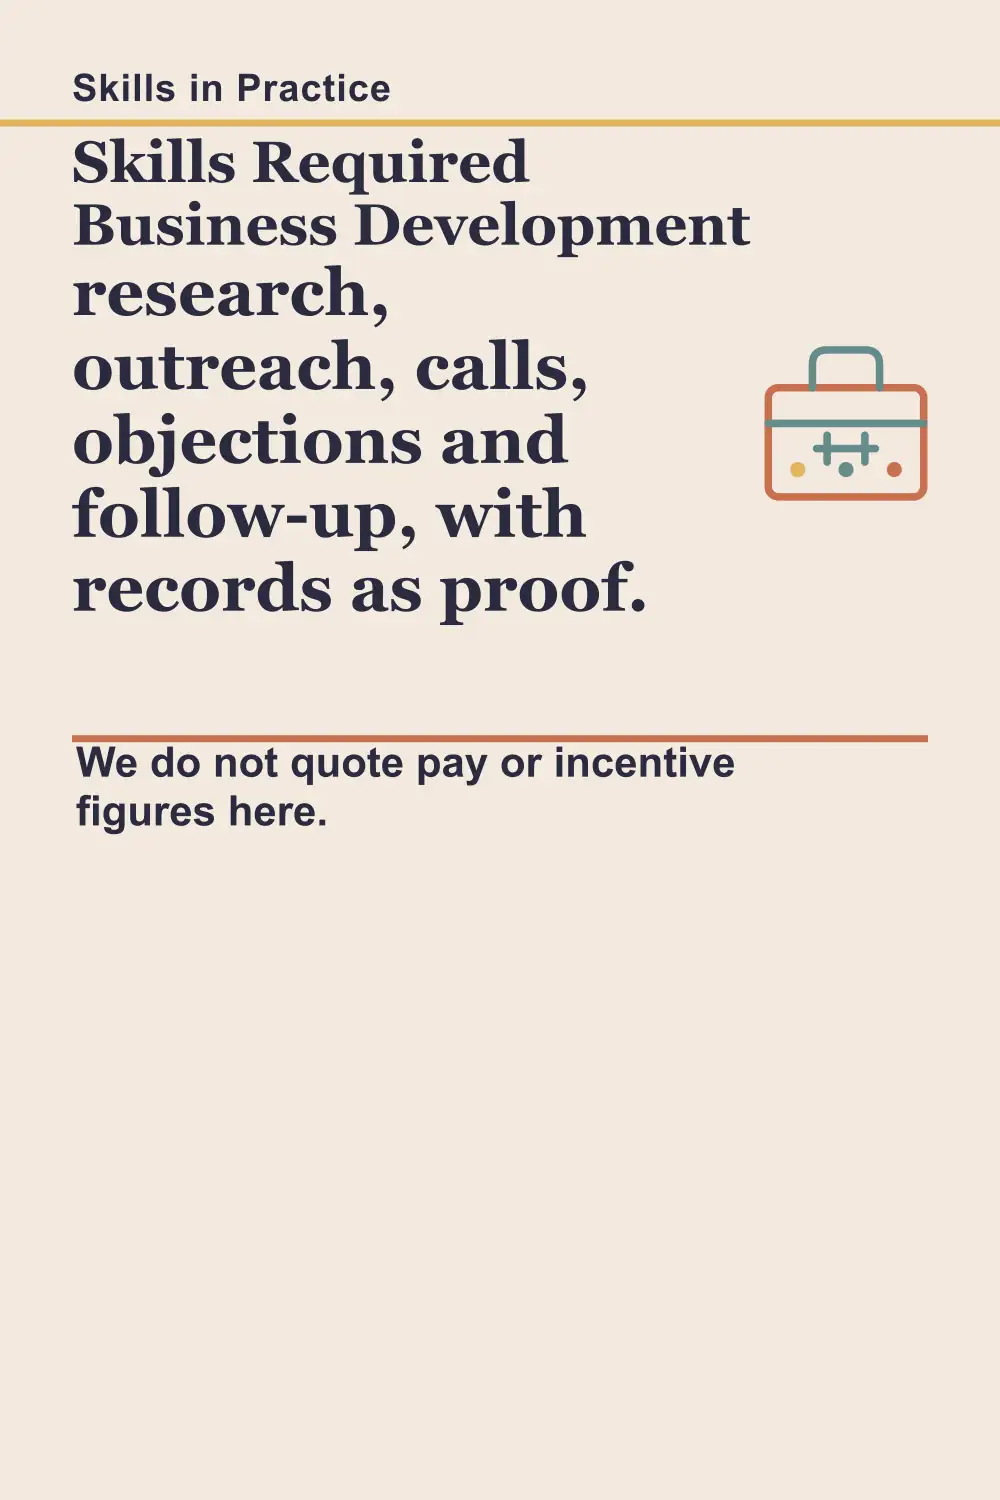 Skills in Practice
Skills Required
Business Development
research,
outreach, calls,
objections and
follow-up, with
records as proof.
We do not quote pay or incentive
figures here.